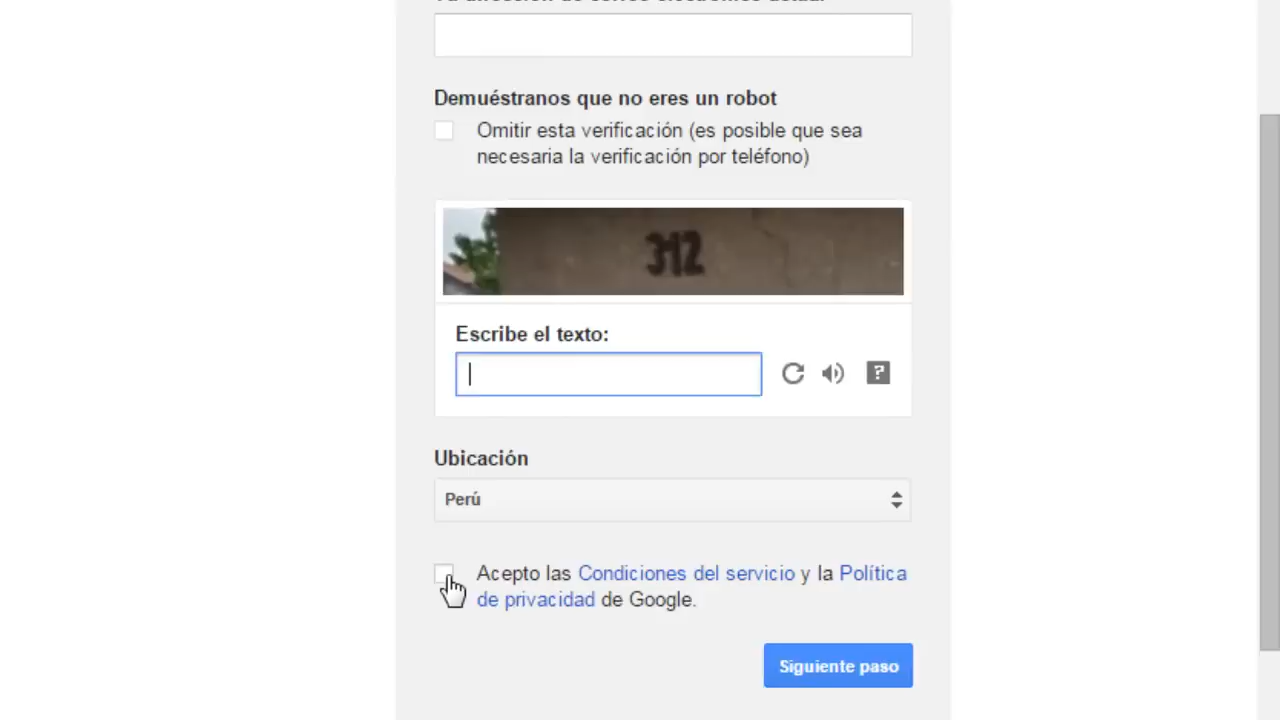 Demuéstranos que no eres un robot
Omitir esta verificación (es posible que sea
necesaria la verificación por teléfono)
312
Escribe el texto:
?
Ubicación
Perú
Acepto las Condiciones del servicio y la Política
de privacidad de Google.
Siguiente paso